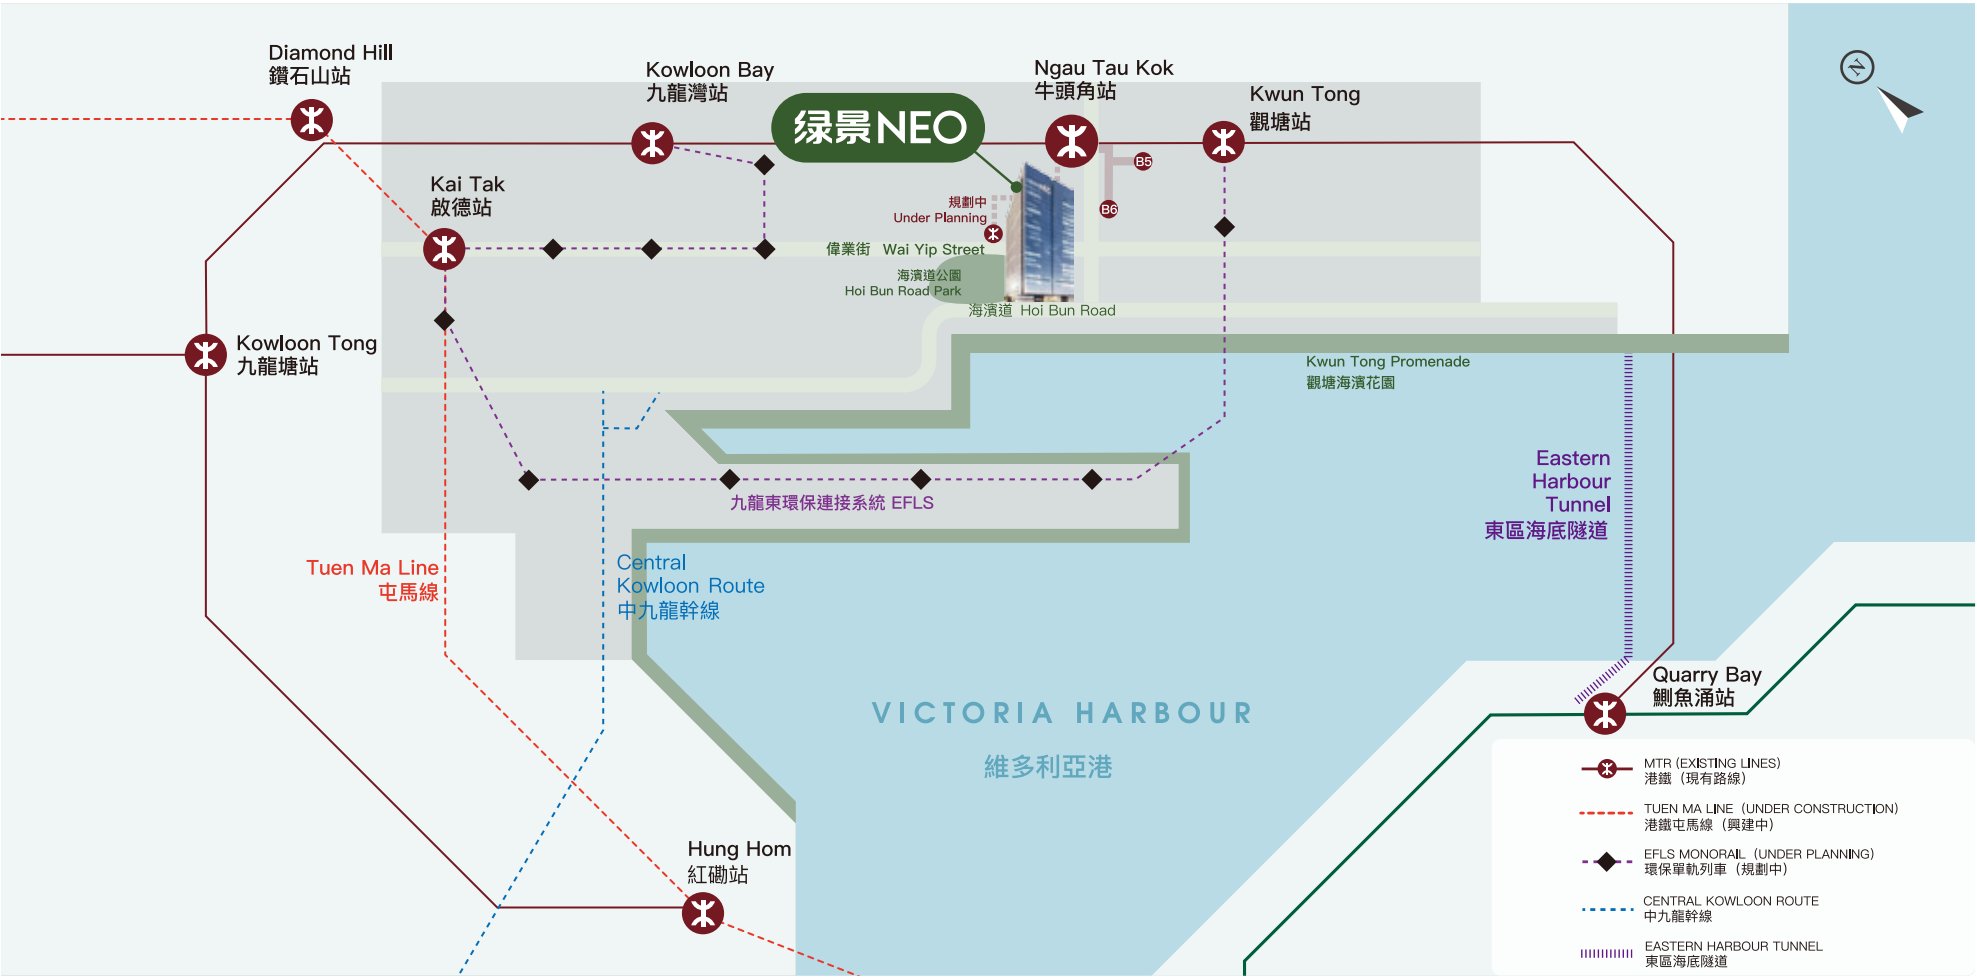 Diamond Hill
鑽石山站
Kowloon Bay
九龍灣站
绿景NEO
Ngau Tau Kok
牛頭角站
Kwun Tong
觀塘站
N
B5
B6
Kai Tak
啟德站
規劃中
Under Planning
偉業街 Wai Yip Street
海濱道公園
Hoi Bun Road Park
海濱道 Hoi Bun Road
Kowloon Tong
九龍塘站
Kwun Tong Promenade
觀塘海濱花園
Eastern
Harbour
Tunnel
東區海底隧道
九龍東環保連接系統 EFLS
Tuen Ma Line
屯馬線
Central
Kowloon Route
中九龍幹線
Quarry Bay
鰂魚涌站
VICTORIA HARBOUR
維多利亞港
Hung Hom
紅磡站
MTR (EXISTING LINES)
港鐵（現有路線）
TUEN MA LINE（UNDER CONSTRUCTION）
港鐵屯馬線（興建中）
EFLS MONORAIL（UNDER PLANNING）
環保單軌列車（規劃中）
CENTRAL KOWLOON ROUTE
中九龍幹線
EASTERN HARBOUR TUNNEL
東區海底隧道